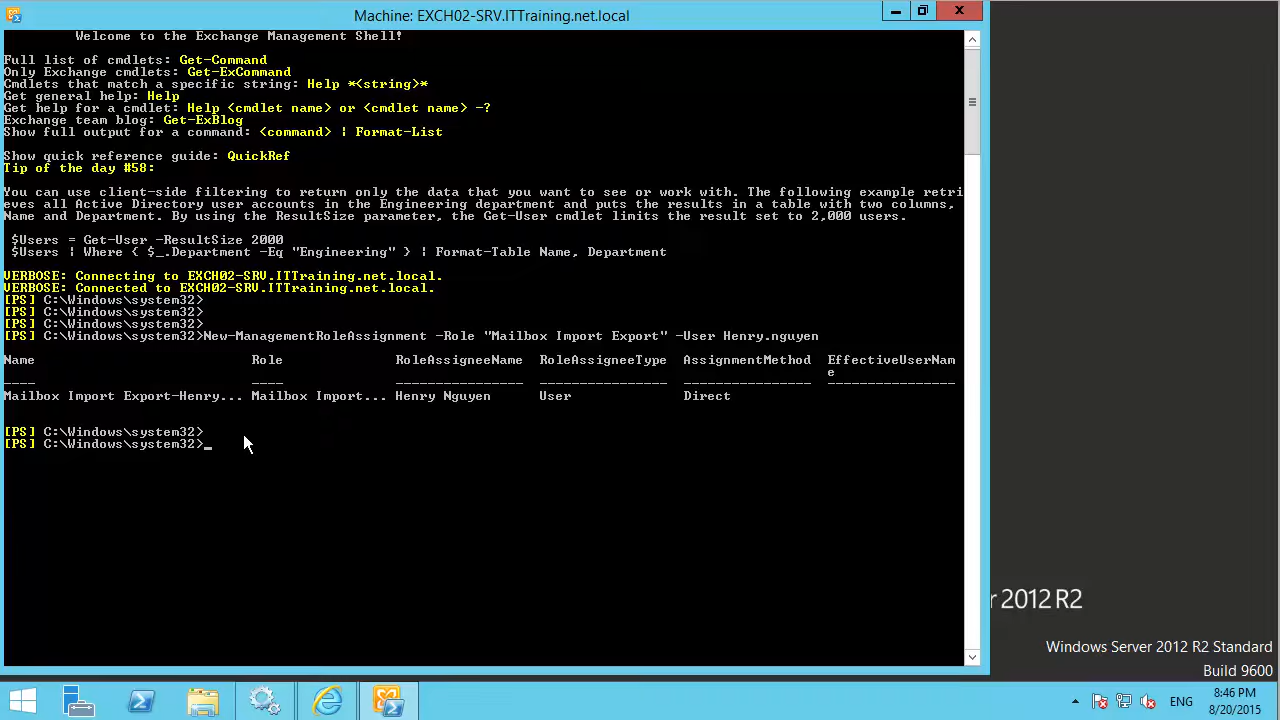 Machine: EXCH02-SRV.ITTraining.net.local
Welcome to the Exchange Management Shell!
Full list of cmdlets: Get-Command
Only Exchange cmdlets: Get-ExCommand
Cmdlets that match a specific string: Help *<string>*
Get general help: Help
Get help for a cmdlet: Help <cmdlet name> or <cmdlet name> -?
Exchange team blog: Get-ExBlog
Show full output for a command: <command> | Format-List
Show quick reference guide: QuickRef
Tip of the day #58:
You can use client-side filtering to return only the data that you want to see or work with. The following example retri
eves all Active Directory user accounts in the Engineering department and puts the results in a table with two columns,
Name and Department. By using the ResultSize parameter, the Get-User cmdlet limits the result set to 2,000 users.
$Users = Get-User -ResultSize 2000
$Users | Where { $_.Department -Eq "Engineering" } | Format-Table Name, Department
VERBOSE: Connecting to EXCH02-SRV.ITTraining.net.local.
VERBOSE: Connected to EXCH02-SRV.ITTraining.net.local.
[PS] C:\Windows\system32>
[PS] C:\Windows\system32>
[PS] C:\Windows\system32>
[PS] C:\Windows\system32>New-ManagementRoleAssignment -Role "Mailbox Import Export" -User Henry.nguyen
Name Role RoleAssigneeName RoleAssigneeType AssignmentMethod EffectiveUserNam
e
---- ---- ---------------- ---------------- ---------------- ----------------
Mailbox Import Export-Henry... Mailbox Import... Henry Nguyen User Direct
[PS] C:\Windows\system32>
[PS] C:\Windows\system32>_
r 2012 R2
Windows Server 2012 R2 Standard
Build 9600
ENG
8:46 PM
8/20/2015